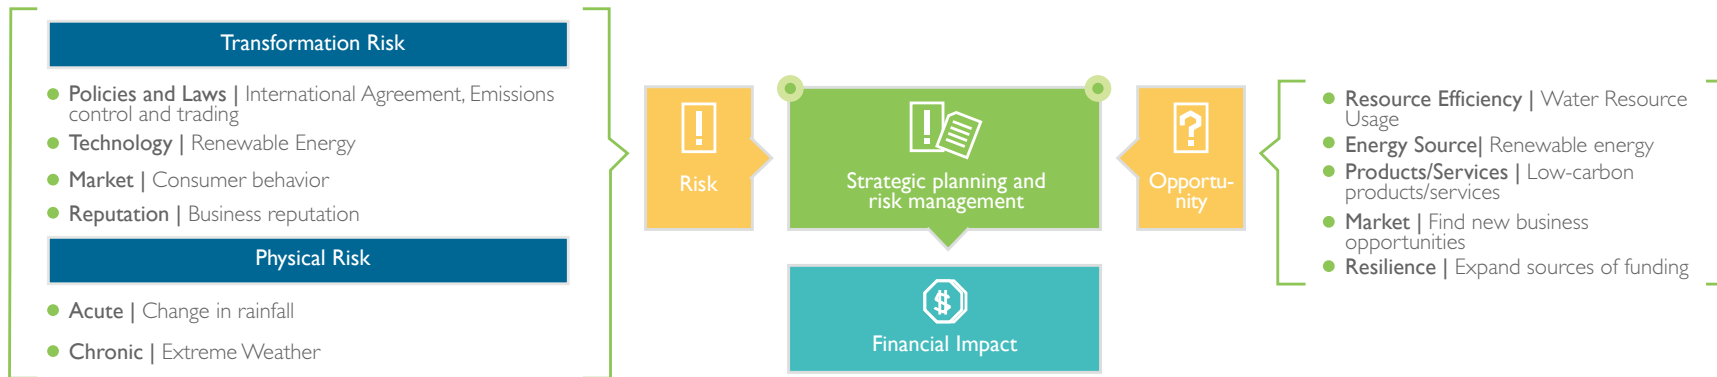 Transformation Risk
Policies and Laws | International Agreement, Emissions
control and trading
Technology | Renewable Energy
Market | Consumer behavior
Reputation | Business reputation
Physical Risk
Acute | Change in rainfall
Chronic | Extreme Weather
Risk
Strategic planning and
risk management
Financial Impact
Opportu-
nity
Resource Efficiency | Water Resource
Usage
Energy Source| Renewable energy
Products/Services | Low-carbon
products/services
Market | Find new business
opportunities
Resilience | Expand sources of funding